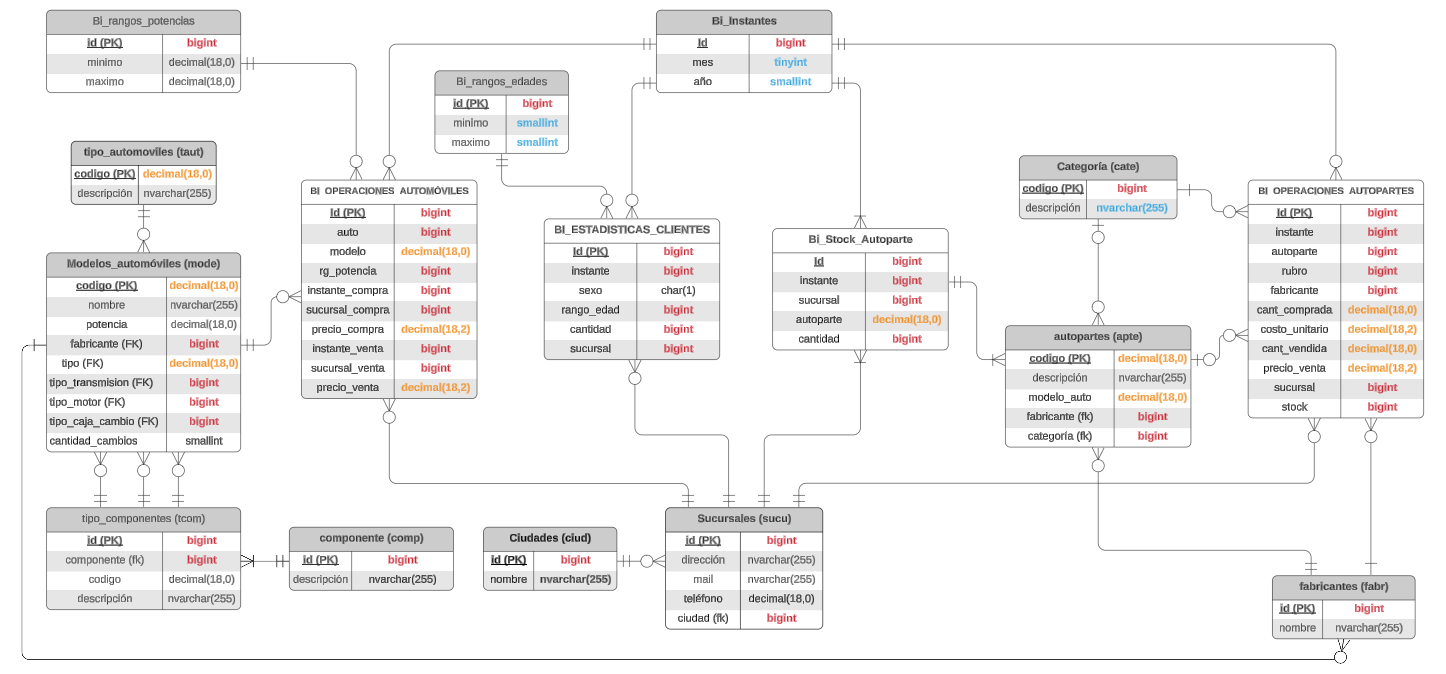 Bi_rangos_potencias
id (PK) bigint
minimo decimal(18,0)
maximo decimal(18,0)
Bi_Instantes
Id bigint
mes tinyint
año smallint
Bi_rangos_edades
id (PK) bigint
minimo smallint
maximo smallint
tipo_automoviles (taut)
codigo (PK) decimal(18,0)
descripción nvarchar(255)
Categoría (cate)
codigo (PK) bigint
descripción nvarchar(255)
BI_OPERACIONES_AUTOMÓVILES
Id (PK) bigint
auto bigint
modelo decimal(18,0)
rg_potencia bigint
instante_compra bigint
sucursal_compra bigint
precio_compra decimal(18,2)
instante_venta bigint
sucursal_venta bigint
precio_venta decimal(18,2)
BI_OPERACIONES_AUTOPARTES
Id (PK) bigint
instante bigint
autoparte bigint
rubro bigint
fabricante bigint
cant_comprada decimal(18,0)
costo_unitario decimal(18,2)
cant_vendida decimal(18,0)
precio_venta decimal(18,2)
sucursal bigint
stock bigint
BI_ESTADISTICAS_CLIENTES
Id (PK) bigint
instante bigint
sexo char(1)
rango_edad bigint
cantidad bigint
sucursal bigint
Bi_Stock_Autoparte
Id bigint
instante bigint
sucursal bigint
autoparte decimal(18,0)
cantidad bigint
Modelos_automóviles (mode)
codigo (PK) decimal(18,0)
nombre nvarchar(255)
potencia decimal(18,0)
fabricante (FK) bigint
tipo (FK) decimal(18,0)
tipo_transmision (FK) bigint
tipo_motor (FK) bigint
tipo_caja_cambio (FK) bigint
cantidad_cambios smallint
autopartes (apte)
codigo (PK) decimal(18,0)
descripción nvarchar(255)
modelo_auto decimal(18,0)
fabricante (fk) bigint
categoría (fk) bigint
tipo_componentes (tcom)
id (PK) bigint
componente (fk) bigint
codigo decimal(18,0)
descripción nvarchar(255)
componente (comp)
id (PK) bigint
descripción nvarchar(255)
Ciudades (ciud)
id (PK) bigint
nombre nvarchar(255)
Sucursales (sucu)
id (PK) bigint
dirección nvarchar(255)
mail nvarchar(255)
teléfono decimal(18,0)
ciudad (fk) bigint
fabricantes (fabr)
id (PK) bigint
nombre nvarchar(255)